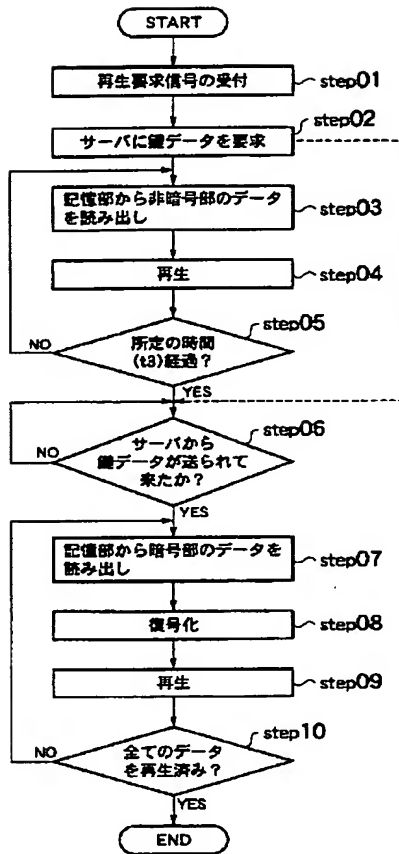 START
再生要求信号の受付
step01
step02
サーバに鍵データを要求
記憶部から非暗号部のデータ
を読み出し
step03
再生
step04
step05
所定の時間
(t3)経過?
NO
YES
step06
サーバから
鍵データが送られて
来たか?
NO
YES
記憶部から暗号部のデータを
読み出し
step07
復号化
step08
再生
step09
step10
全てのデータ
を再生済み?
NO
YES
END